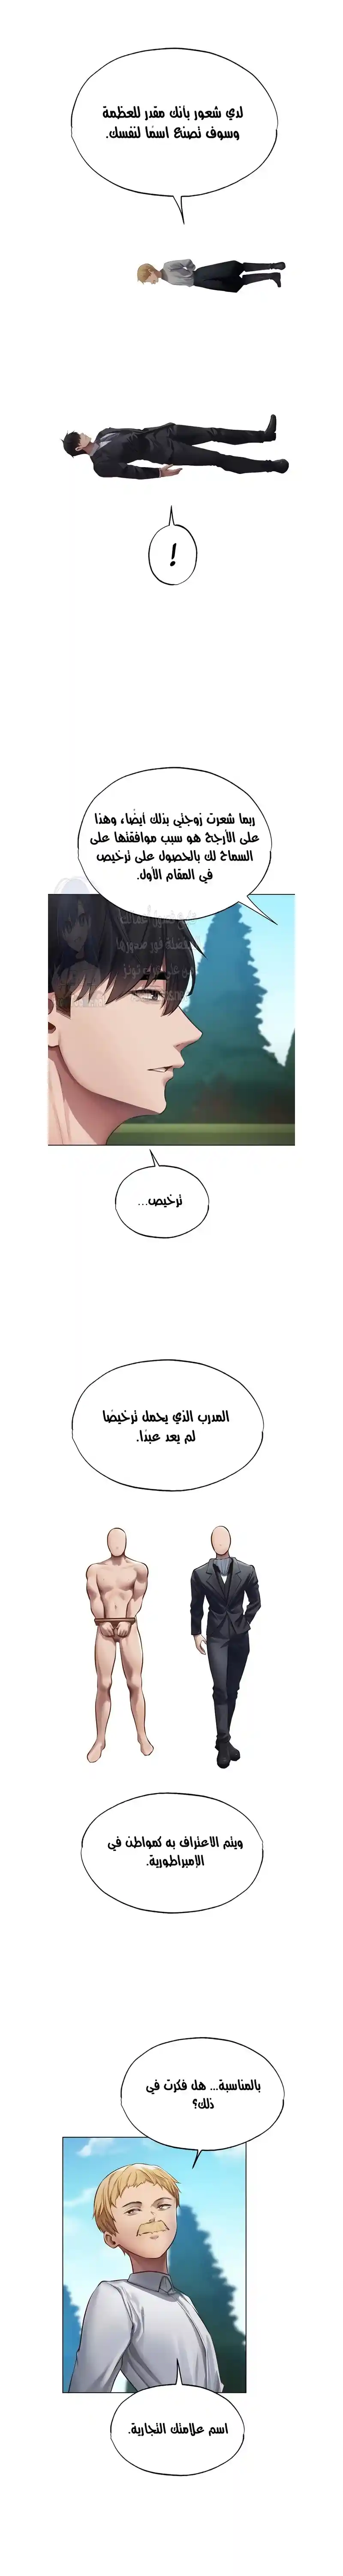 لدي شعور بأنك مقدر للعظمة
وسوف تصنع اسمًا لنفسك.
!
ربما شعرت زوجتي بذلك أيضًا، وهذا
على الأرجح هو سبب موافقتها على
السماح لك بالحصول على ترخيص
في المقام الأول.
ترخيص...
المدرب الذي يحمل ترخيصًا
لم يعد عبدًا.
ويتم الاعتراف به كمواطن في
الإمبراطورية.
بالمناسبة... هل فكرت في
ذلك؟
اسم علامتك التجارية.